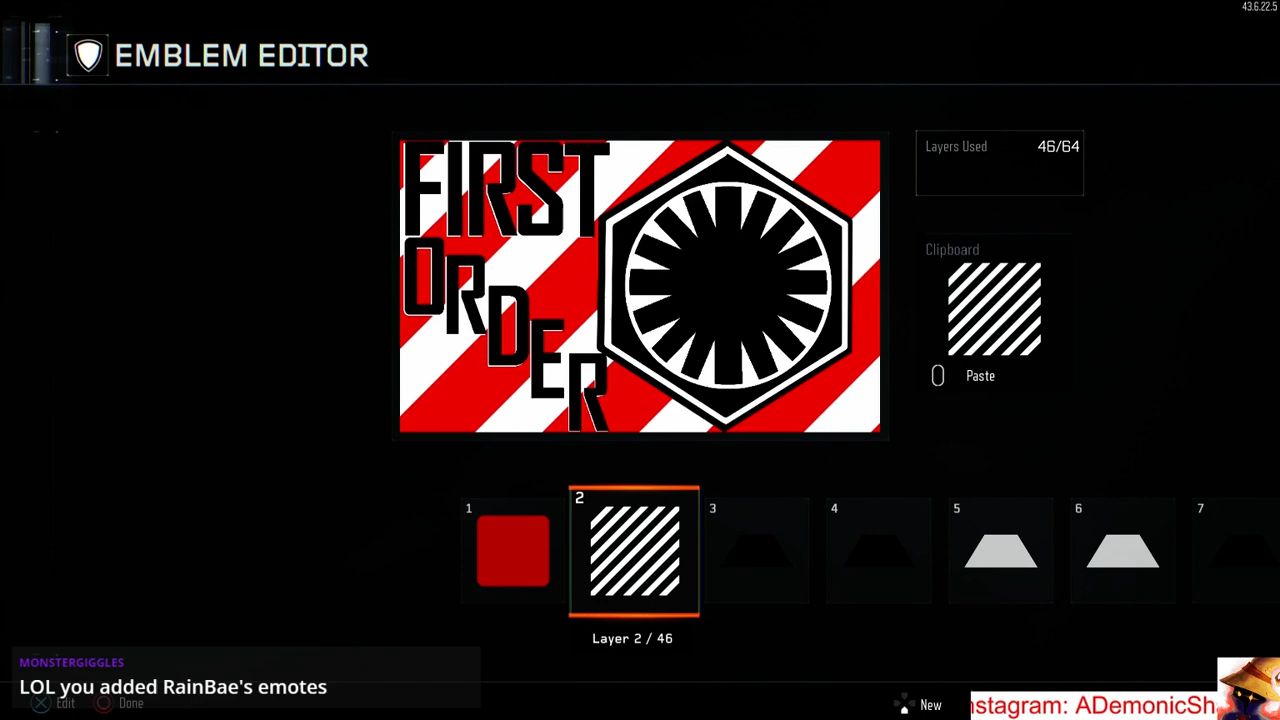 43.6.22.5
EMBLEM EDITOR
Layers Used 46/64
FIRST
ORDER
Clipboard
Paste
1 2 3 4 5 6 7
Layer 2 / 46
MONSTERGIGGLES
LOL you added RainBae's emotes
Edit Done
New
nstagram: ADemonicSh